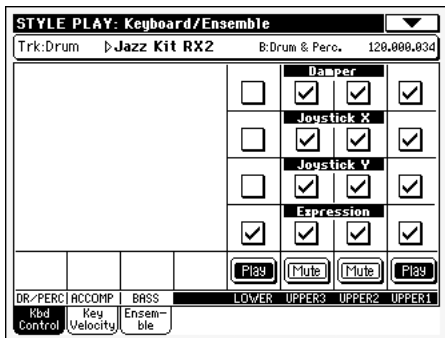 STYLE PLAY: Keyboard/Ensemble
Trk:Drum ▷Jazz Kit RX2 B:Drum & Perc. 120.000.034
Damper
Joystick X
Joystick Y
Expression
Play Mute Mute Play
DR/PERC ACCOMP BASS LOWER UPPER3 UPPER2 UPPER1
Kbd Control Key Velocity Ensem-ble